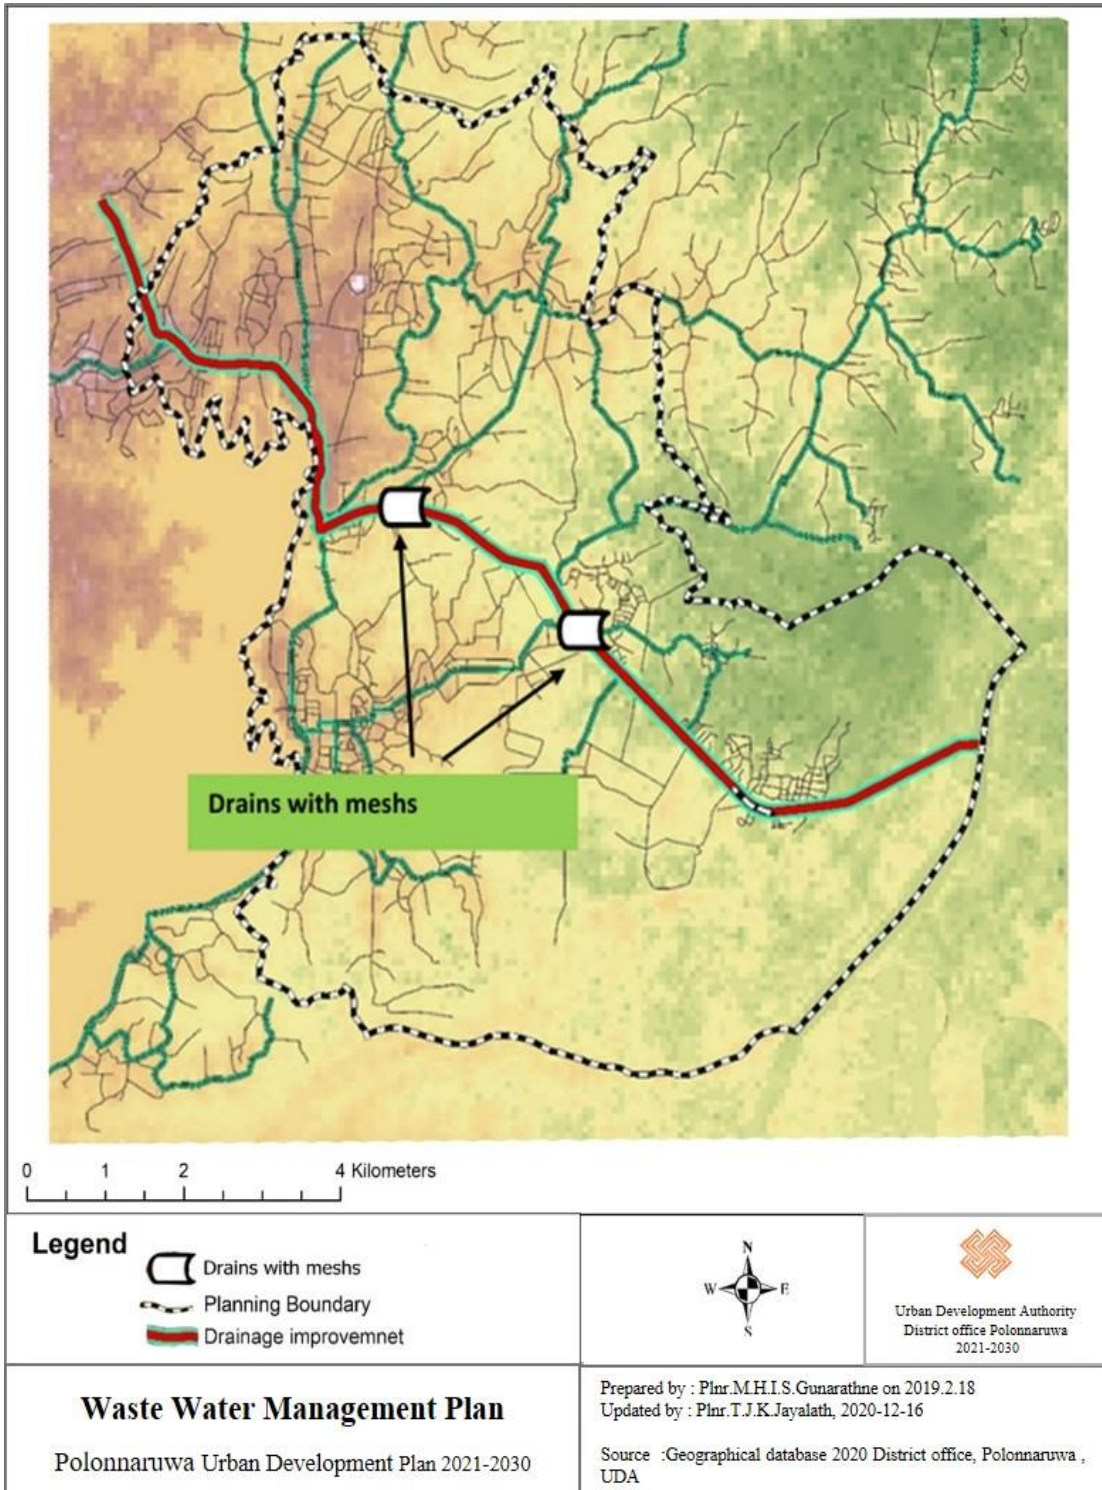 Drains with meshs
0 1 2 4 Kilometers
Legend
Drains with meshs
Planning Boundary
Drainage improvemnet
N
W E
S
Urban Development Authority
District office Polonnaruwa
2021-2030
Waste Water Management Plan
Polonnaruwa Urban Development Plan 2021-2030
Prepared by : Plnr.M.H.I.S.Gunarathne on 2019.2.18
Updated by : Plnr.T.J.K.Jayalath, 2020-12-16
Source :Geographical database 2020 District office, Polonnaruwa ,
UDA